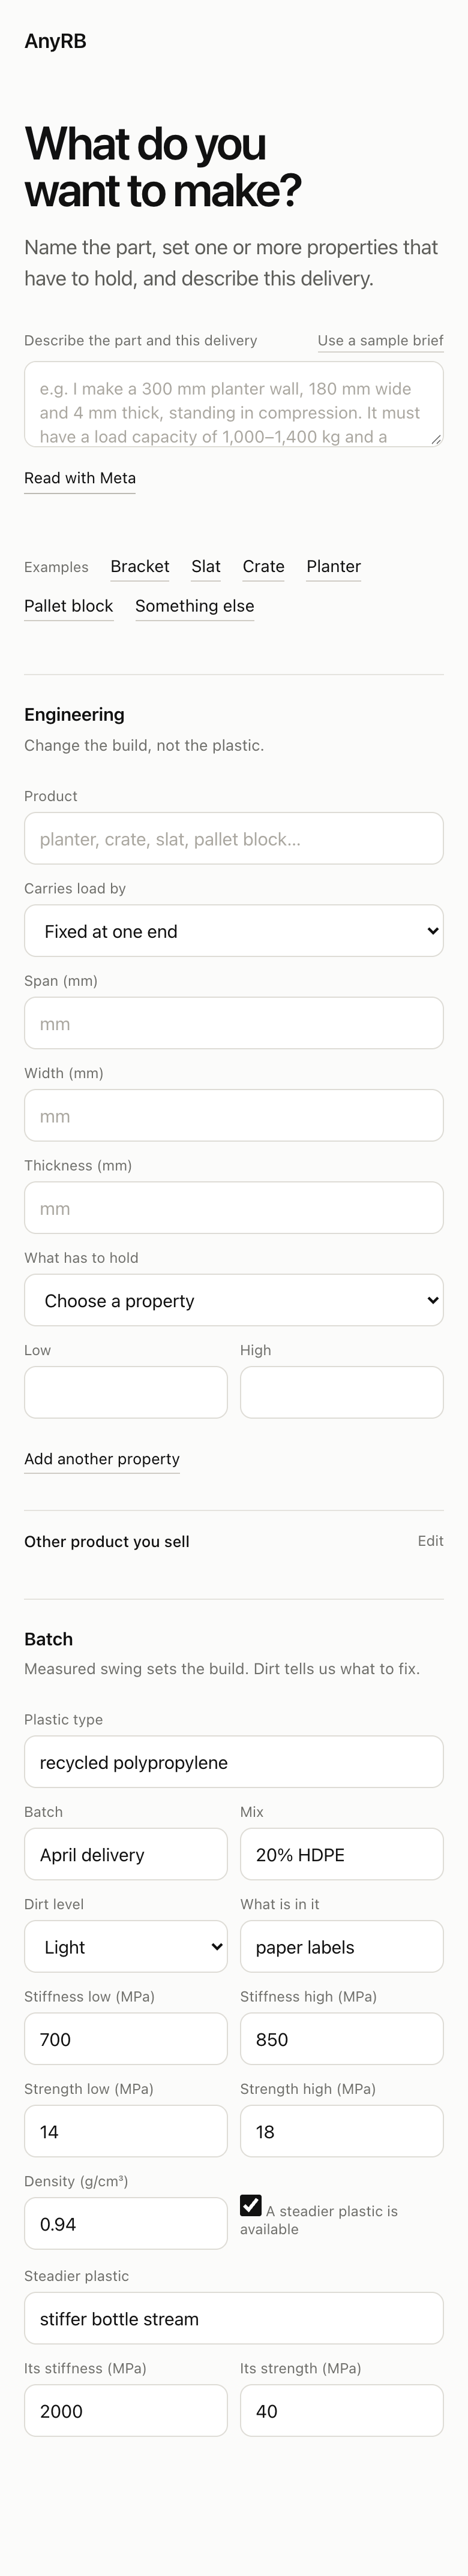 AnyRB
What do you
want to make?
Name the part, set one or more properties that
have to hold, and describe this delivery.
Describe the part and this delivery
Use a sample brief
e.g. I make a 300 mm planter wall, 180 mm wide
and 4 mm thick, standing in compression. It must
have a load capacity of 1,000–1,400 kg and a
Read with Meta
Examples Bracket Slat Crate Planter
Pallet block Something else
Engineering
Change the build, not the plastic.
Product
planter, crate, slat, pallet block...
Carries load by
Fixed at one end
Span (mm)
mm
Width (mm)
mm
Thickness (mm)
mm
What has to hold
Choose a property
Low High
Add another property
Other product you sell Edit
Batch
Measured swing sets the build. Dirt tells us what to fix.
Plastic type
recycled polypropylene
Batch Mix
April delivery 20% HDPE
Dirt level What is in it
Light paper labels
Stiffness low (MPa) Stiffness high (MPa)
700 850
Strength low (MPa) Strength high (MPa)
14 18
Density (g/cm³)
0.94
A steadier plastic is
available
Steadier plastic
stiffer bottle stream
Its stiffness (MPa) Its strength (MPa)
2000 40